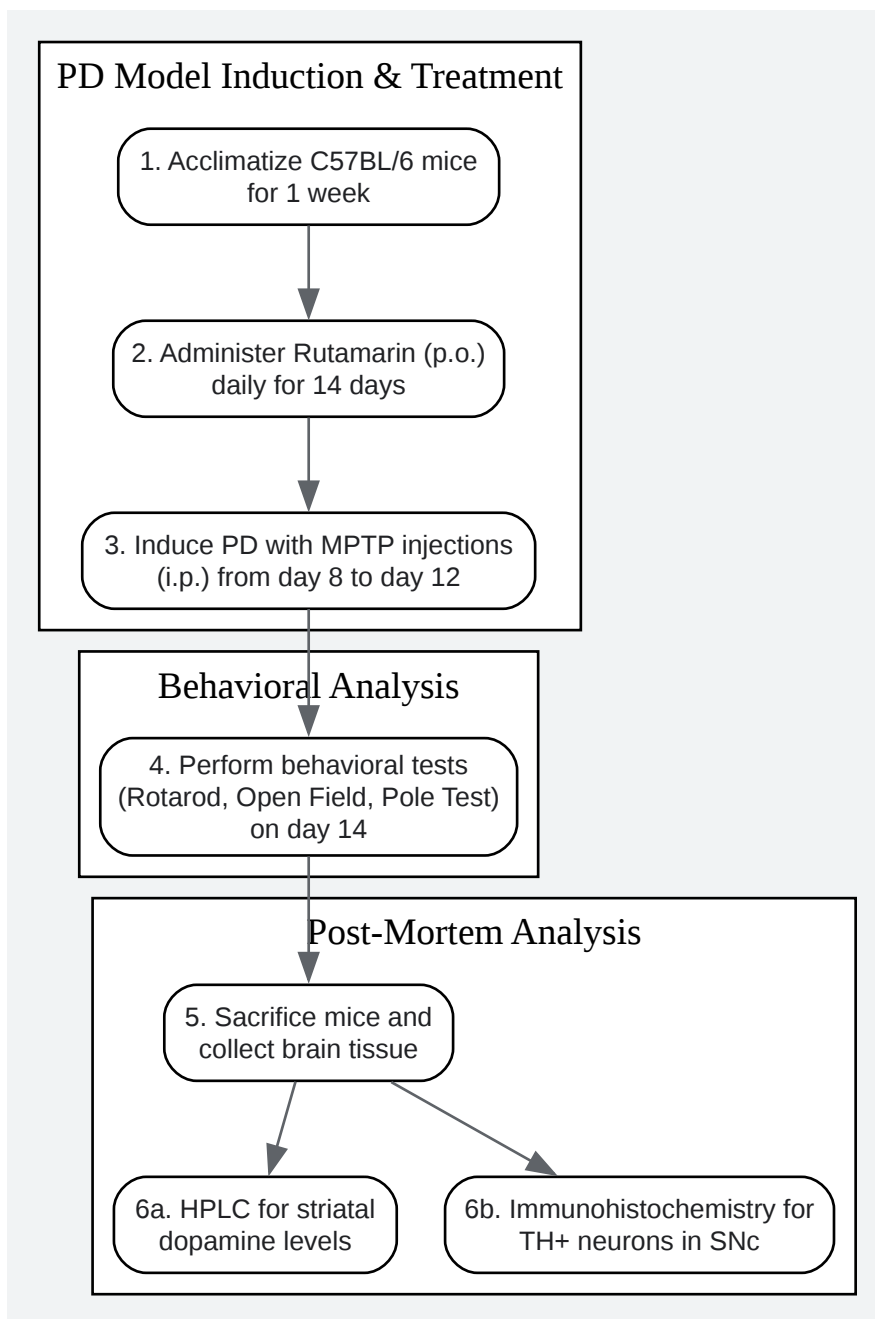 PD Model Induction & Treatment
1. Acclimatize C57BL/6 mice
for 1 week
2. Administer Rutamarin (p.o.)
daily for 14 days
3. Induce PD with MPTP injections
(i.p.) from day 8 to day 12
Behavioral Analysis
4. Perform behavioral tests
(Rotarod, Open Field, Pole Test)
on day 14
Post-Mortem Analysis
5. Sacrifice mice and
collect brain tissue
6a. HPLC for striatal
dopamine levels
6b. Immunohistochemistry for
TH+ neurons in SNc